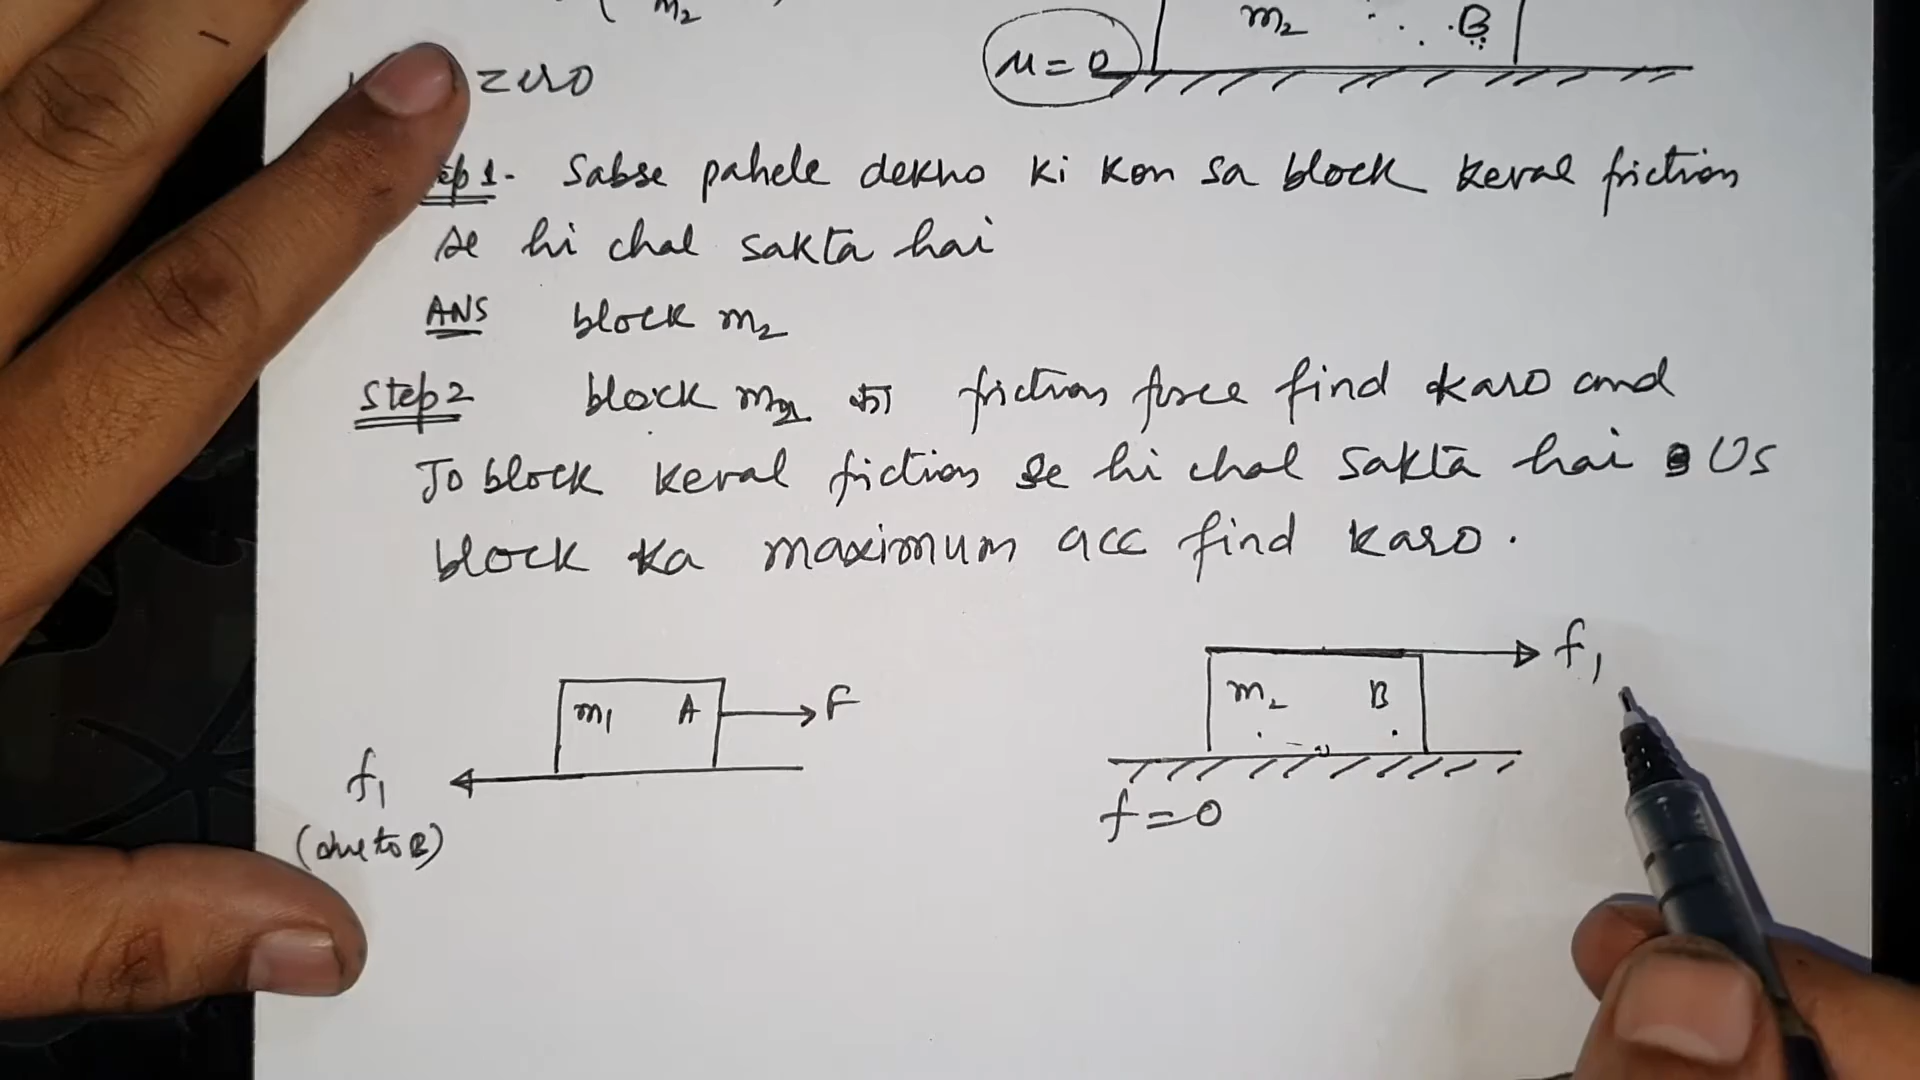 m₂
m₂ B
zero
μ = 0
ep 1- Sabse pahele dekho ki kon sa block keval friction
se hi chal sakta hai
ANS block m₂
Step 2 block m₂ का friction force find karo and
Jo block keval friction se hi chal sakta hai Us
block ka maximum acc find karo.
m₁ A F
f₁
(due to B)
m₂ B f₁
f = 0